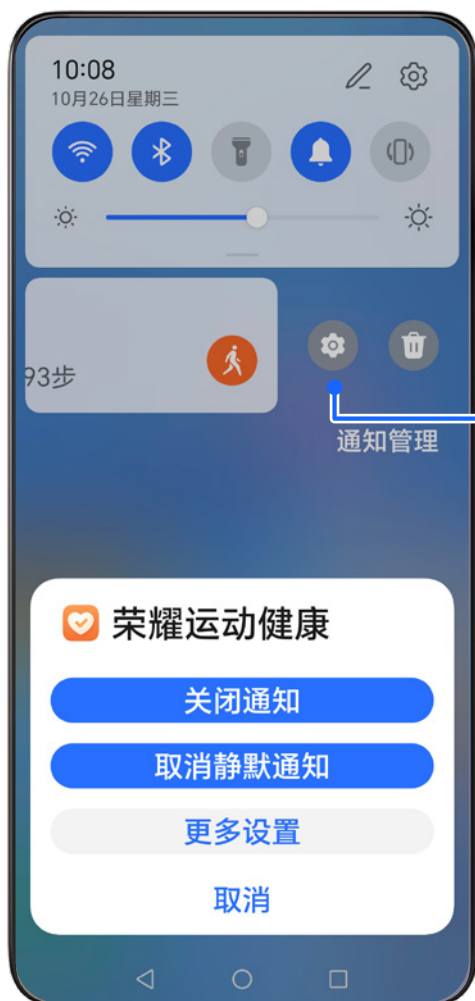 10:08
10月26日星期三
93步
通知管理
荣耀运动健康
关闭通知
取消静默通知
更多设置
取消